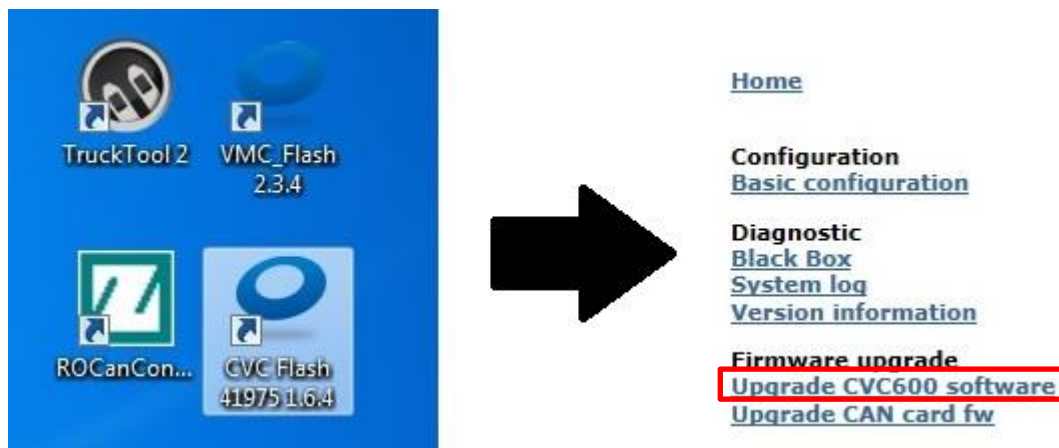 TruckTool 2
VMC_Flash
2.3.4
ROCanCon...
CVC Flash
41975 1.6.4
Home
Configuration
Basic configuration
Diagnostic
Black Box
System log
Version information
Firmware upgrade
Upgrade CVC600 software
Upgrade CAN card fw